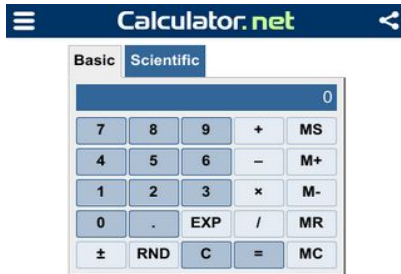 Calculator.net
Basic Scientific
0
7 8 9 + MS
4 5 6 – M+
1 2 3 × M-
0 . EXP / MR
± RND C = MC